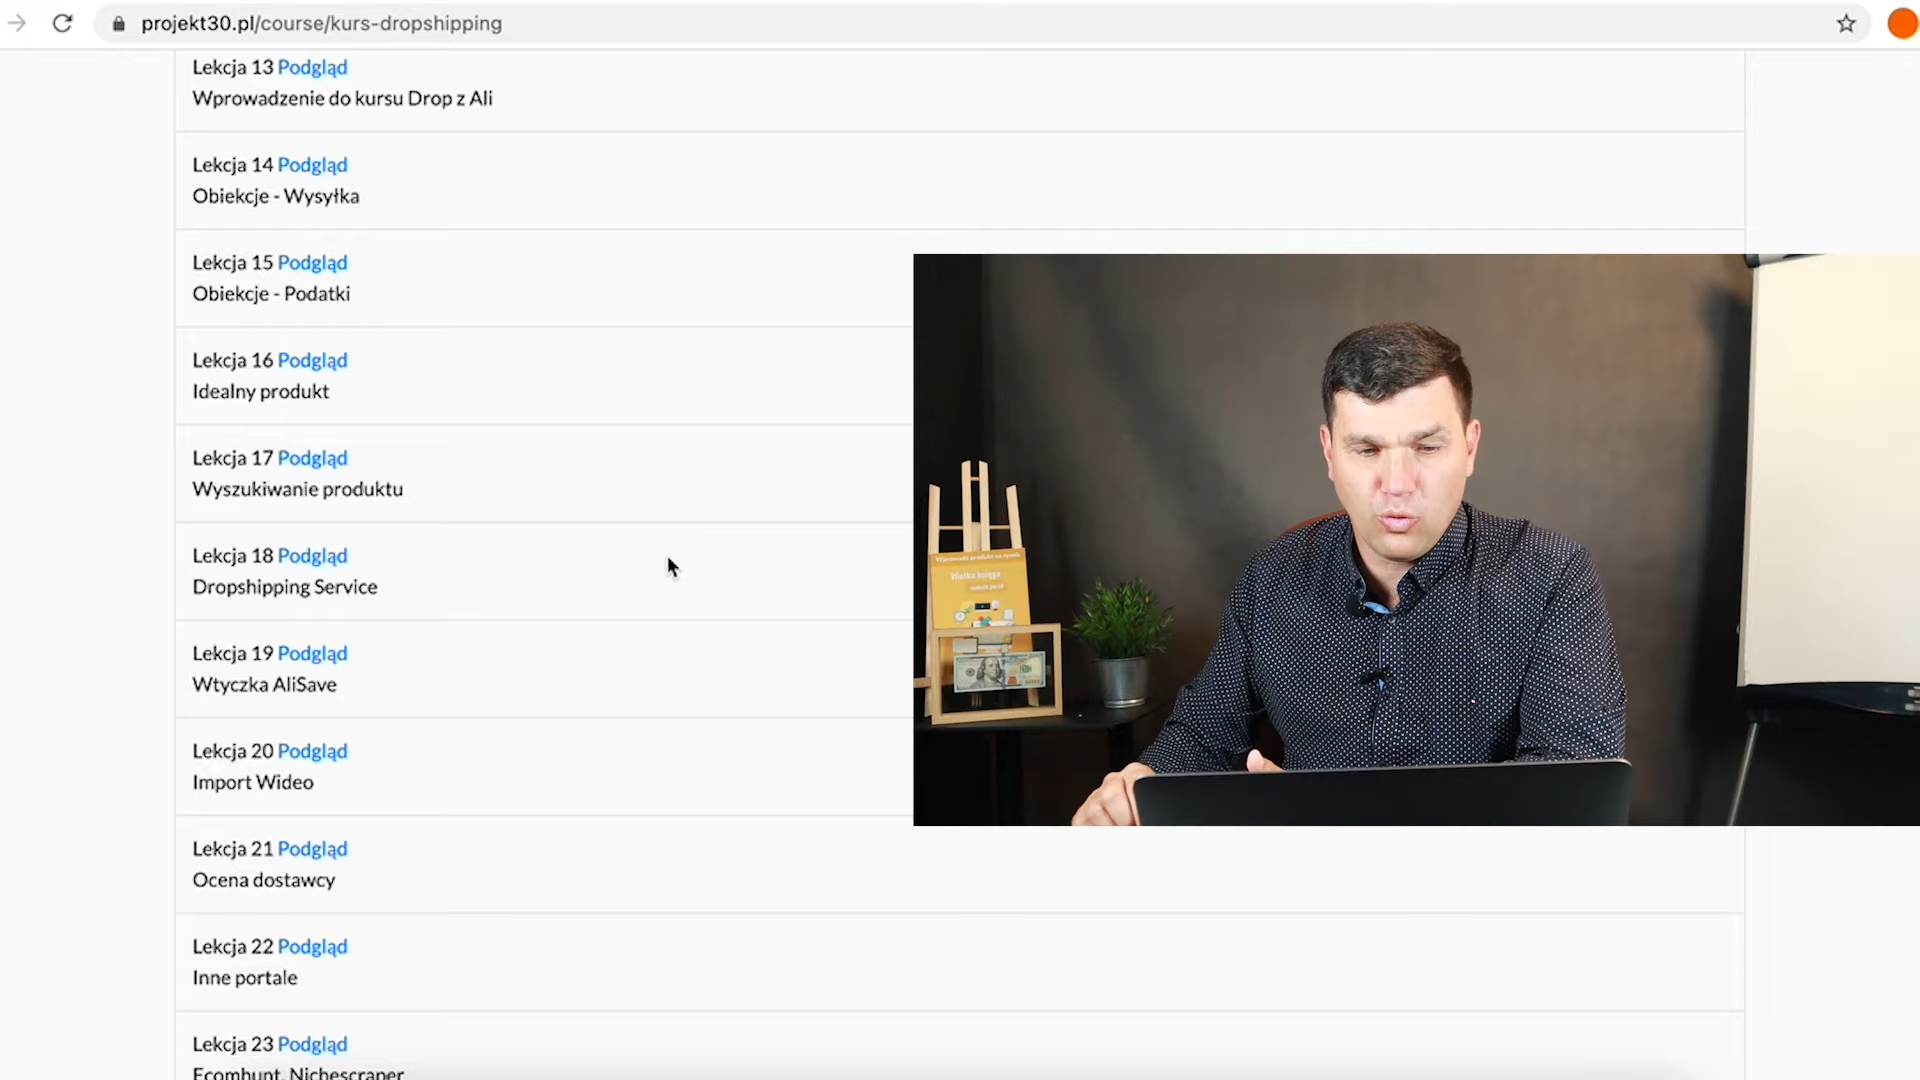 projekt30.pl/course/kurs-dropshipping
Lekcja 13 Podgląd
Wprowadzenie do kursu Drop z Ali
Lekcja 14 Podgląd
Obiekcje - Wysyłka
Lekcja 15 Podgląd
Obiekcje - Podatki
Lekcja 16 Podgląd
Idealny produkt
Lekcja 17 Podgląd
Wyszukiwanie produktu
Lekcja 18 Podgląd
Dropshipping Service
Lekcja 19 Podgląd
Wtyczka AliSave
Lekcja 20 Podgląd
Import Wideo
Lekcja 21 Podgląd
Ocena dostawcy
Lekcja 22 Podgląd
Inne portale
Lekcja 23 Podgląd
Ecomhunt, Nichescraper
Wielka księga